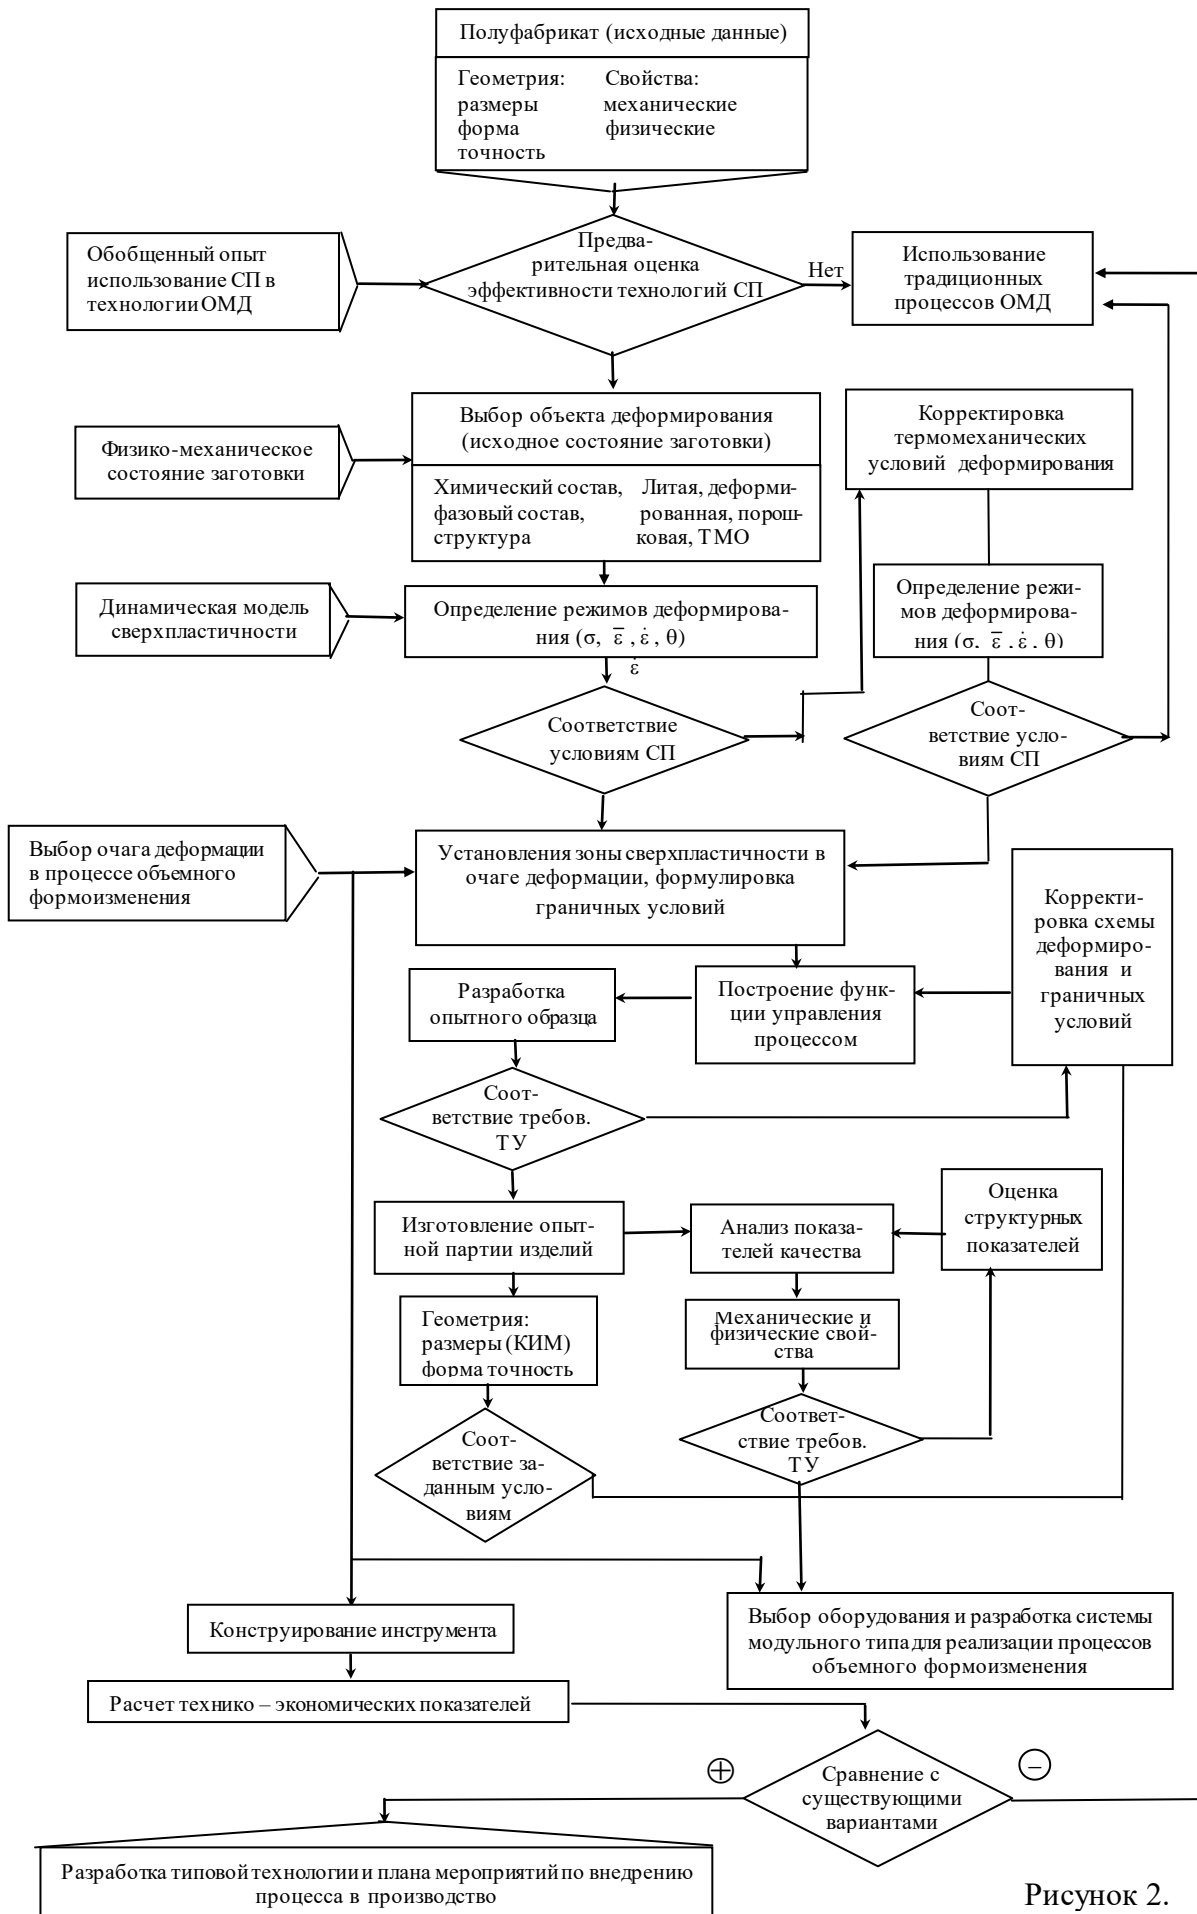 Полуфабрикат (исходные данные)
Геометрия:
размеры
форма
точность
Свойства:
механические
физические
Обобщенный опыт
использование СП в
технологии ОМД
Предва-
рительная оценка
эффективности технологий СП
Нет
Использование
традиционных
процессов ОМД
Физико-механическое
состояние заготовки
Выбор объекта деформирования
(исходное состояние заготовки)
Химический состав,
фазовый состав,
структура
Литая, деформи-
рованная, порош-
ковая, ТМО
Корректировка
термомеханических
условий деформирования
Динамическая модель
сверхпластичности
Определение режимов деформирова-
ния (σ, ε̅, ε̇, θ)
ε̇
Определение режи-
мов деформирова-
ния (σ, ε̅, ε̇, θ)
Соответствие
условиям СП
Соот-
ветствие усло-
виям СП
Выбор очага деформации
в процессе объемного
формоизменения
Установления зоны сверхпластичности в
очаге деформации, формулировка
граничных условий
Корректи-
ровка схемы
деформиро-
вания и
граничных
условий
Разработка
опытного образца
Построение функ-
ции управления
процессом
Соот-
ветствие требов.
ТУ
Изготовление опыт-
ной партии изделий
Анализ показа-
телей качества
Оценка
структурных
показателей
Геометрия:
размеры (КИМ)
форма точность
Механические и
физические свой-
ства
Соот-
ветствие за-
данным усло-
виям
Соответ-
ствие требов.
ТУ
Конструирование инструмента
Выбор оборудования и разработка системы
модульного типа для реализации процессов
объемного формоизменения
Расчет технико – экономических показателей
+
Сравнение с
существующими
вариантами
–
Разработка типовой технологии и плана мероприятий по внедрению
процесса в производство
Рисунок 2.